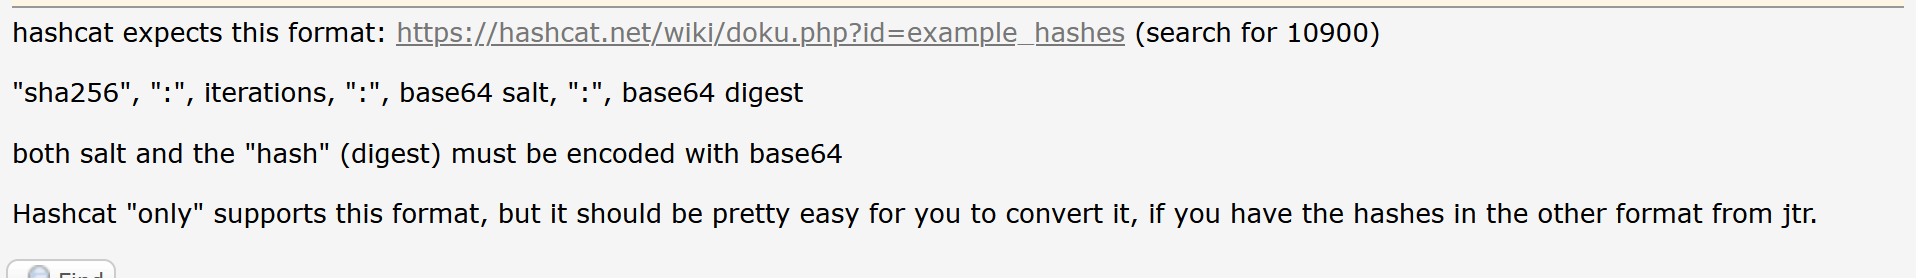 hashcat expects this format: https://hashcat.net/wiki/doku.php?id=example_hashes (search for 10900)
"sha256", ":", iterations, ":", base64 salt, ":", base64 digest
both salt and the "hash" (digest) must be encoded with base64
Hashcat "only" supports this format, but it should be pretty easy for you to convert it, if you have the hashes in the other format from jtr.
Find